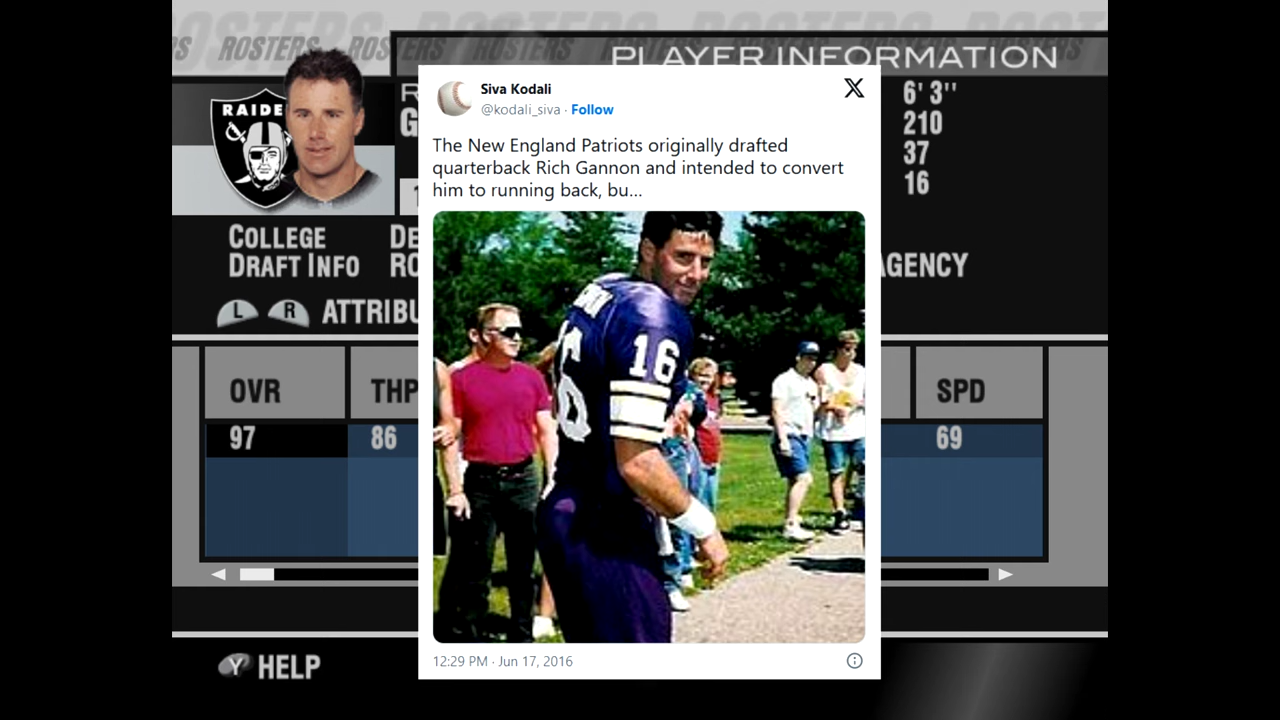 ROSTERS ROSTERS ROSTERS ROSTERS ROSTERS
PLAYER INFORMATION
RAIDE
6' 3''
210
37
16
COLLEGE
DRAFT INFO
AGENCY
L R ATTRIBU
OVR THP SPD
97 86 69
Y HELP
Siva Kodali
@kodali_siva · Follow
The New England Patriots originally drafted
quarterback Rich Gannon and intended to convert
him to running back, bu...
16
12:29 PM · Jun 17, 2016